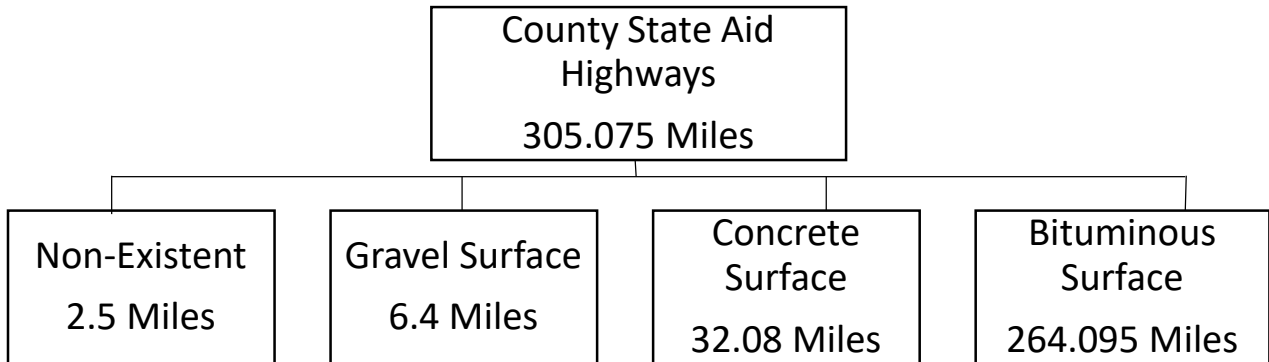 County State Aid
Highways
305.075 Miles
Non-Existent
2.5 Miles
Gravel Surface
6.4 Miles
Concrete
Surface
32.08 Miles
Bituminous
Surface
264.095 Miles